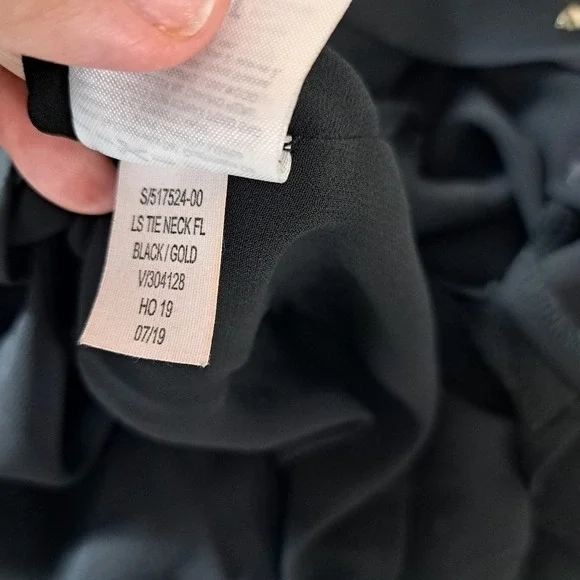 S/517524-00
LS TIE NECK FL
BLACK / GOLD
V/304128
HO 19
07/19